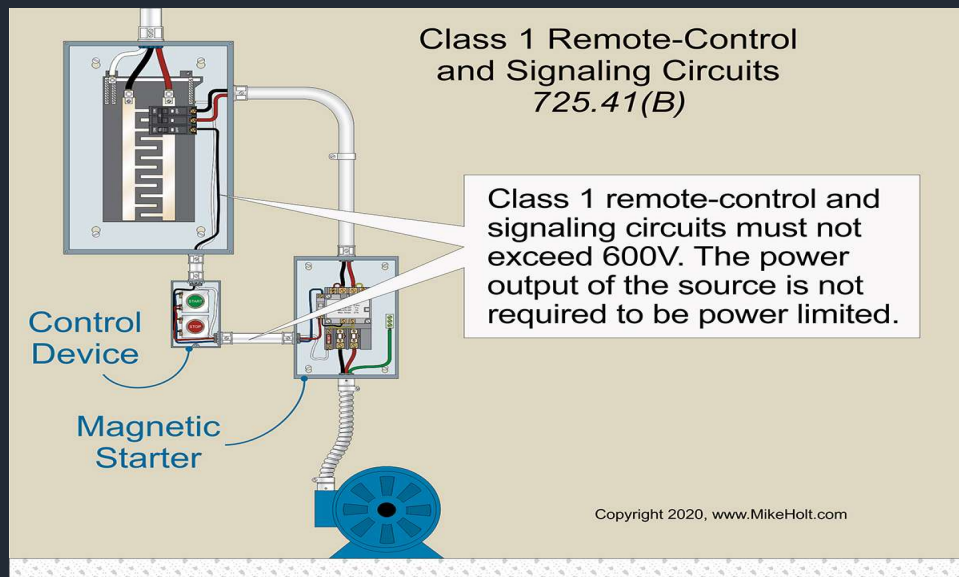 Class 1 Remote-Control
and Signaling Circuits
725.41(B)
Class 1 remote-control and
signaling circuits must not
exceed 600V. The power
output of the source is not
required to be power limited.
START
STOP
Control
Device
Magnetic
Starter
Copyright 2020, www.MikeHolt.com